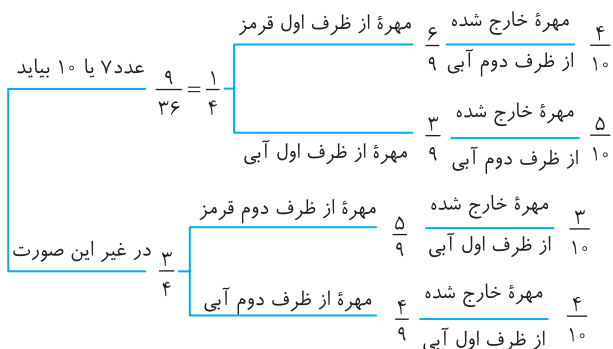 عدد ۷ یا ۱۰ بیاید
۹/۳۶ = ۱/۴
مهرهٔ از ظرف اول قرمز
۶/۹
مهرهٔ خارج شده
از ظرف دوم آبی
۴/۱۰
مهرهٔ از ظرف اول آبی
۳/۹
مهرهٔ خارج شده
از ظرف دوم آبی
۵/۱۰
در غیر این صورت
۳/۴
مهرهٔ از ظرف دوم قرمز
۵/۹
مهرهٔ خارج شده
از ظرف اول آبی
۳/۱۰
مهرهٔ از ظرف دوم آبی
۴/۹
مهرهٔ خارج شده
از ظرف اول آبی
۴/۱۰